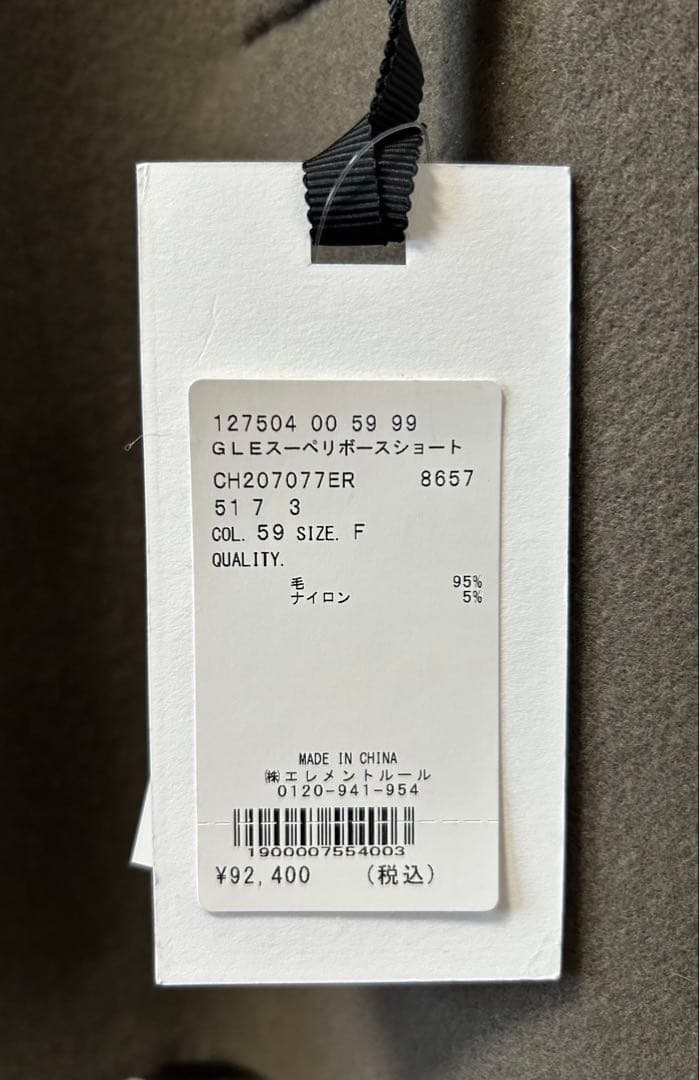 127504 00 59 99
GLEスーペリボースショート
CH207077ER 8657
51 7 3
COL. 59 SIZE. F
QUALITY.
毛 95%
ナイロン 5%
MADE IN CHINA
㈱エレメントルール
0120-941-954
1900007554003
¥92,400 (税込)